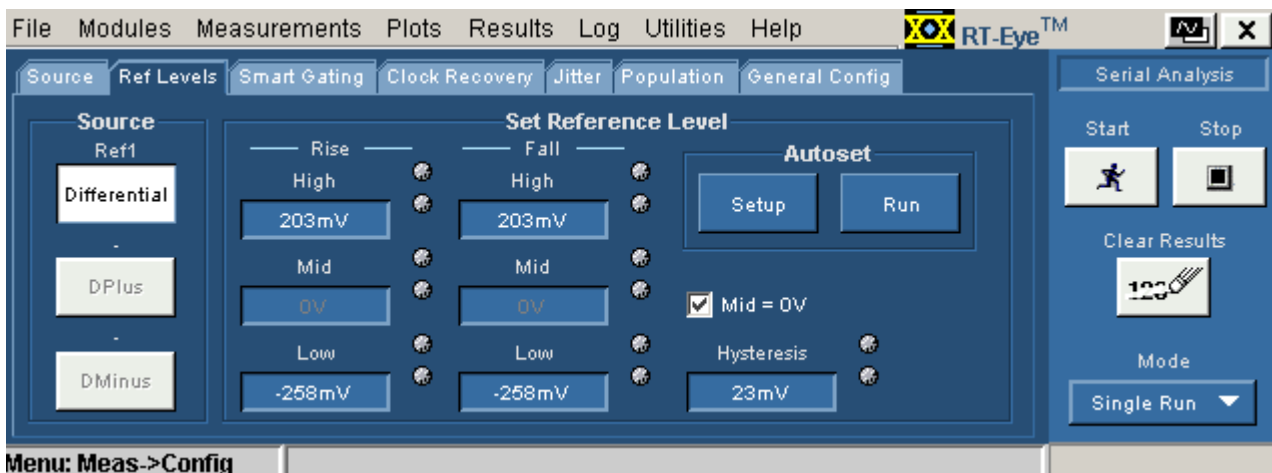 File Modules Measurements Plots Results Log Utilities Help RT-Eye™
Source Ref Levels Smart Gating Clock Recovery Jitter Population General Config
Serial Analysis
Source
Ref1
Differential
-
DPlus
-
DMinus
Set Reference Level
Rise Fall
High High
203mV 203mV
Mid Mid
0V 0V
Low Low
-258mV -258mV
Autoset
Setup Run
Mid = 0V
Hysteresis
23mV
Start Stop
Clear Results
123
Mode
Single Run
Menu: Meas->Config